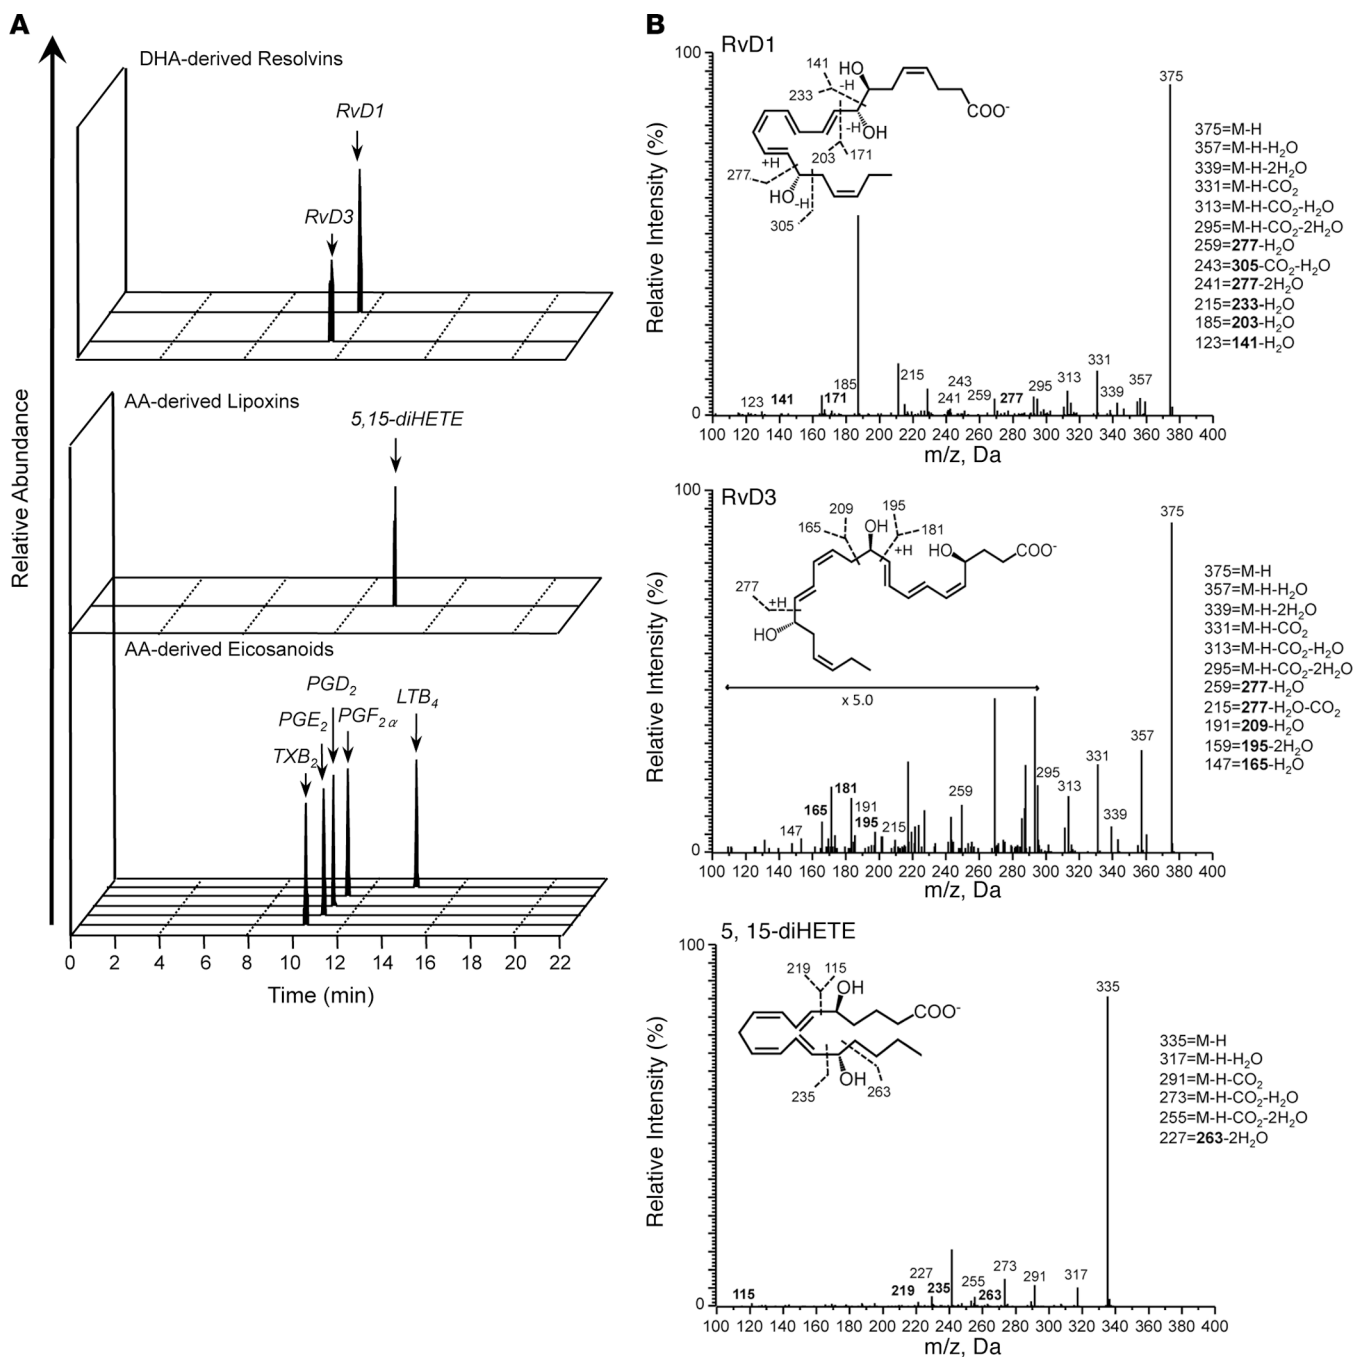 A
Relative Abundance
DHA-derived Resolvins
RvD1
RvD3
AA-derived Lipoxins
5,15-diHETE
AA-derived Eicosanoids
PGD2
LTB4
PGE2 PGF2α
TXB2
0 2 4 6 8 10 12 14 16 18 20 22
Time (min)
B
RvD1
100
0
Relative Intensity (%)
141
HO
-H
233
COO-
-H
OH
+H
203 171
277
HO
-H
305
375
331
313
357
295
339
277
259
243
241
215
185
171
141
123
100 120 140 160 180 200 220 240 260 280 300 320 340 360 380 400
m/z, Da
375=M-H
357=M-H-H2O
339=M-H-2H2O
331=M-H-CO2
313=M-H-CO2-H2O
295=M-H-CO2-2H2O
259=277-H2O
243=305-CO2-H2O
241=277-2H2O
215=233-H2O
185=203-H2O
123=141-H2O
RvD3
100
0
Relative Intensity (%)
209
195
165
OH
181
+H
HO
COO-
277
+H
HO
x 5.0
375
357
331
295
313
339
259
181
165
191
195
215
147
100 120 140 160 180 200 220 240 260 280 300 320 340 360 380 400
m/z, Da
375=M-H
357=M-H-H2O
339=M-H-2H2O
331=M-H-CO2
313=M-H-CO2-H2O
295=M-H-CO2-2H2O
259=277-H2O
215=277-H2O-CO2
191=209-H2O
159=195-2H2O
147=165-H2O
5, 15-diHETE
100
0
Relative Intensity (%)
219 115
OH
COO-
OH
235
263
335
317
291
273
263
255
235
227
219
115
100 120 140 160 180 200 220 240 260 280 300 320 340 360 380 400
m/z, Da
335=M-H
317=M-H-H2O
291=M-H-CO2
273=M-H-CO2-H2O
255=M-H-CO2-2H2O
227=263-2H2O